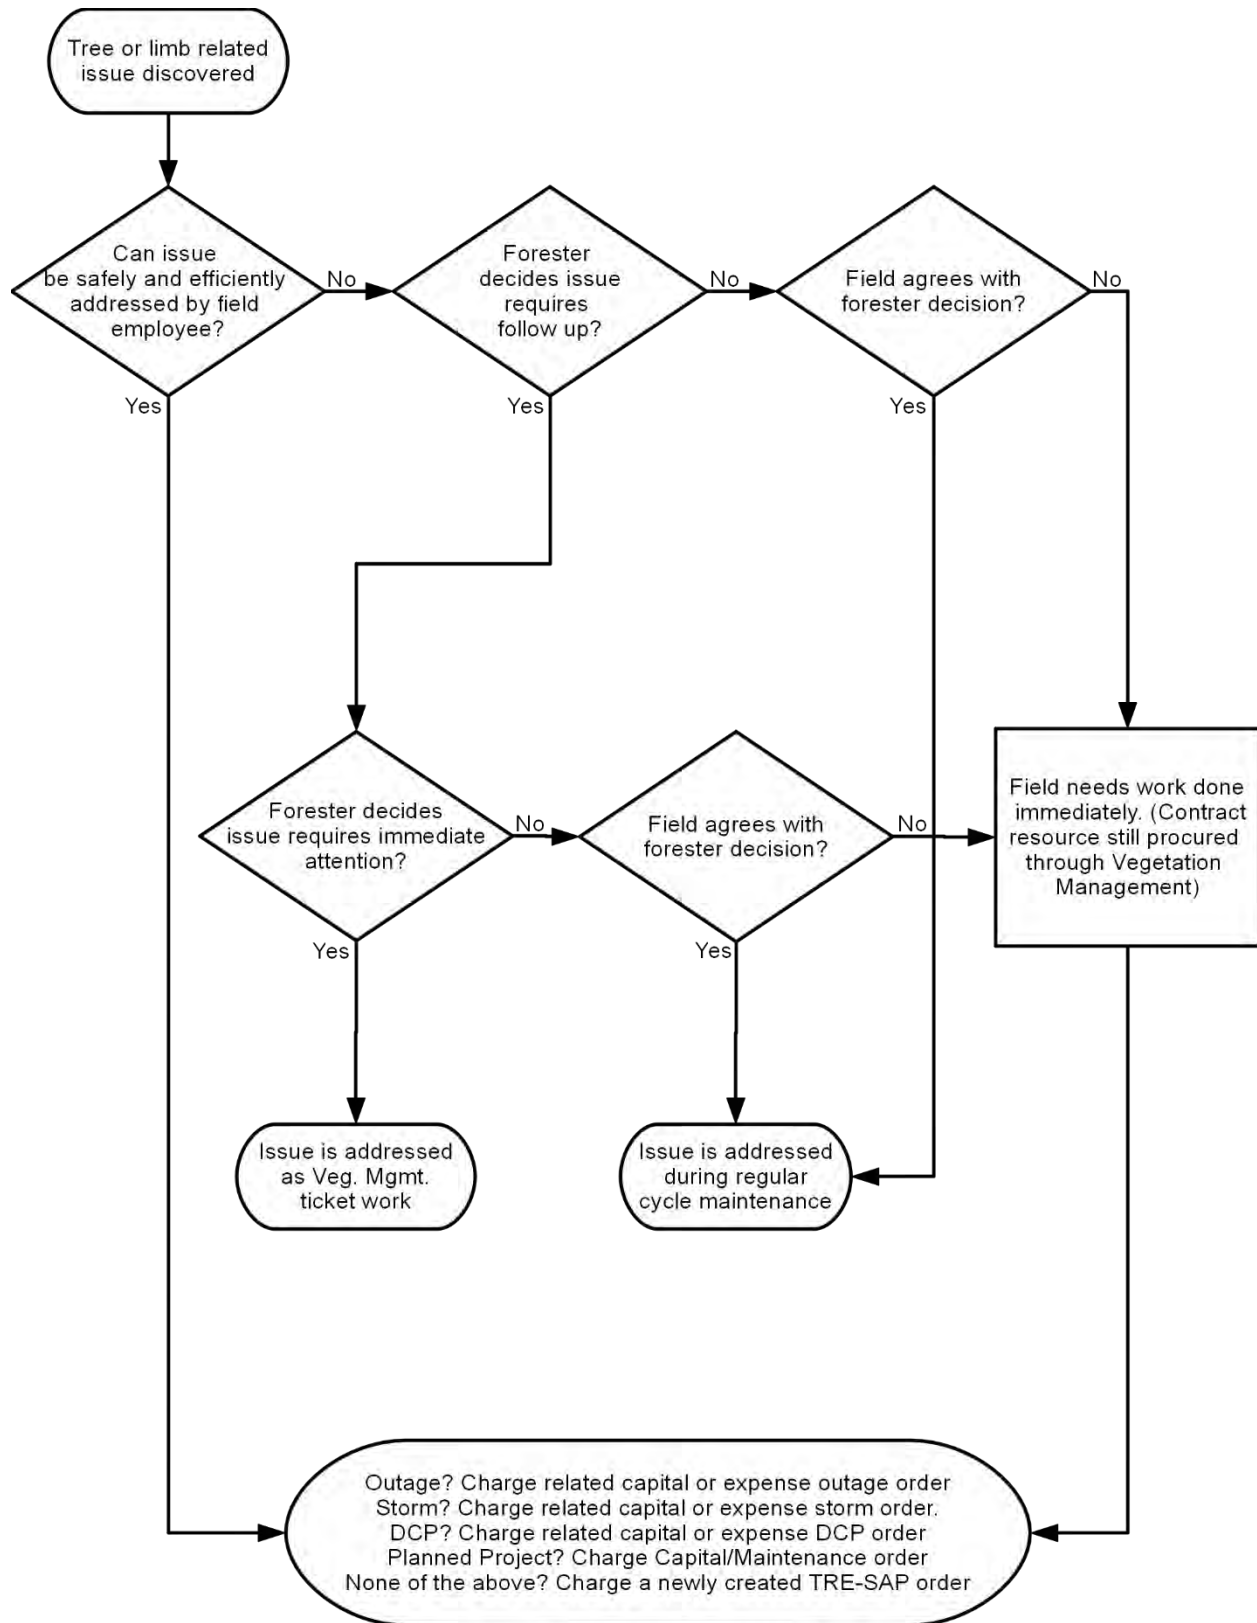 Tree or limb related
issue discovered
Can issue
be safely and efficiently
addressed by field
employee?
No
Forester
decides issue
requires
follow up?
No
Field agrees with
forester decision?
No
Yes
Yes
Yes
Forester decides
issue requires immediate
attention?
No
Field agrees with
forester decision?
No
Field needs work done
immediately. (Contract
resource still procured
through Vegetation
Management)
Yes
Yes
Issue is addressed
as Veg. Mgmt.
ticket work
Issue is addressed
during regular
cycle maintenance
Outage? Charge related capital or expense outage order
Storm? Charge related capital or expense storm order.
DCP? Charge related capital or expense DCP order
Planned Project? Charge Capital/Maintenance order
None of the above? Charge a newly created TRE-SAP order